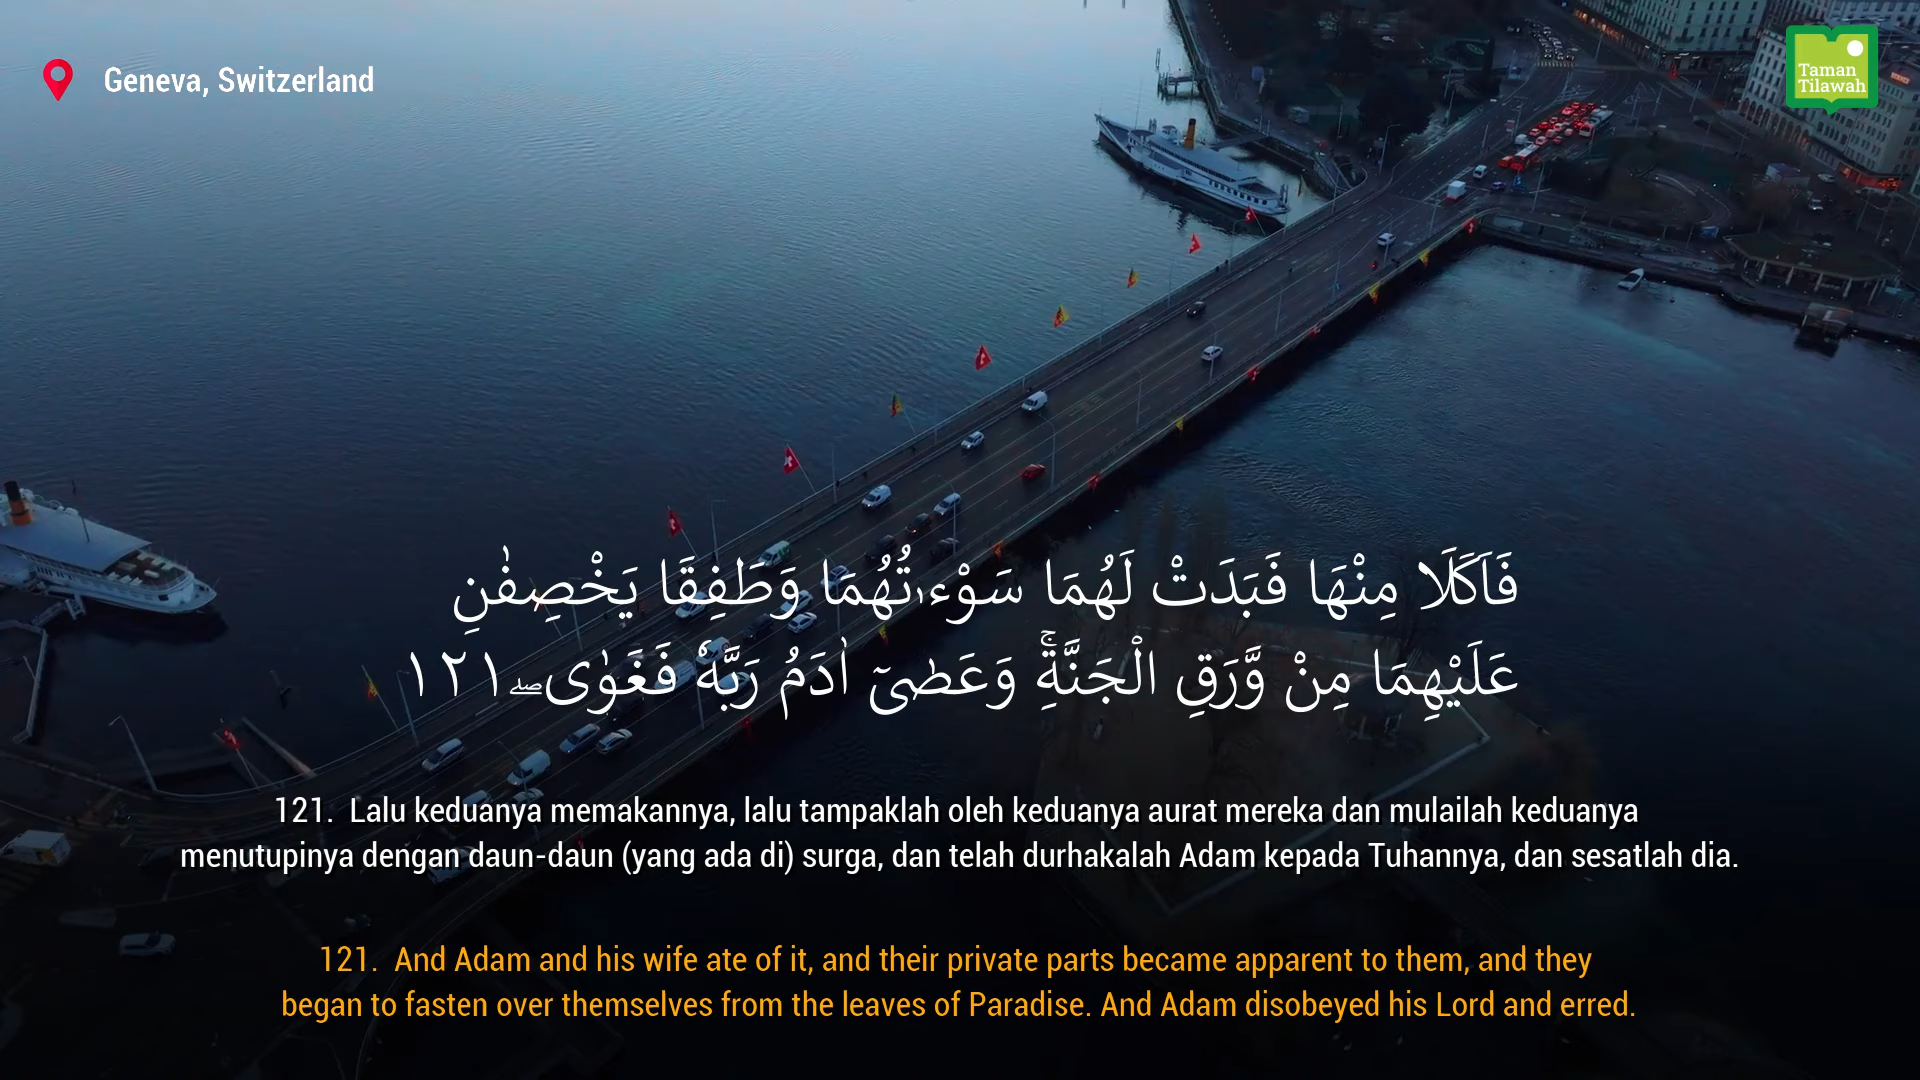 Geneva, Switzerland
Taman
Tilawah
فَاَكَلَا مِنْهَا فَبَدَتْ لَهُمَا سَوْءٰتُهُمَا وَطَفِقَا يَخْصِفٰنِ
عَلَيْهِمَا مِنْ وَّرَقِ الْجَنَّةِۚ وَعَصٰىٓ اٰدَمُ رَبَّهٗ فَغَوٰىۖ ١٢١
121. Lalu keduanya memakannya, lalu tampaklah oleh keduanya aurat mereka dan mulailah keduanya
menutupinya dengan daun-daun (yang ada di) surga, dan telah durhakalah Adam kepada Tuhannya, dan sesatlah dia.
121. And Adam and his wife ate of it, and their private parts became apparent to them, and they
began to fasten over themselves from the leaves of Paradise. And Adam disobeyed his Lord and erred.